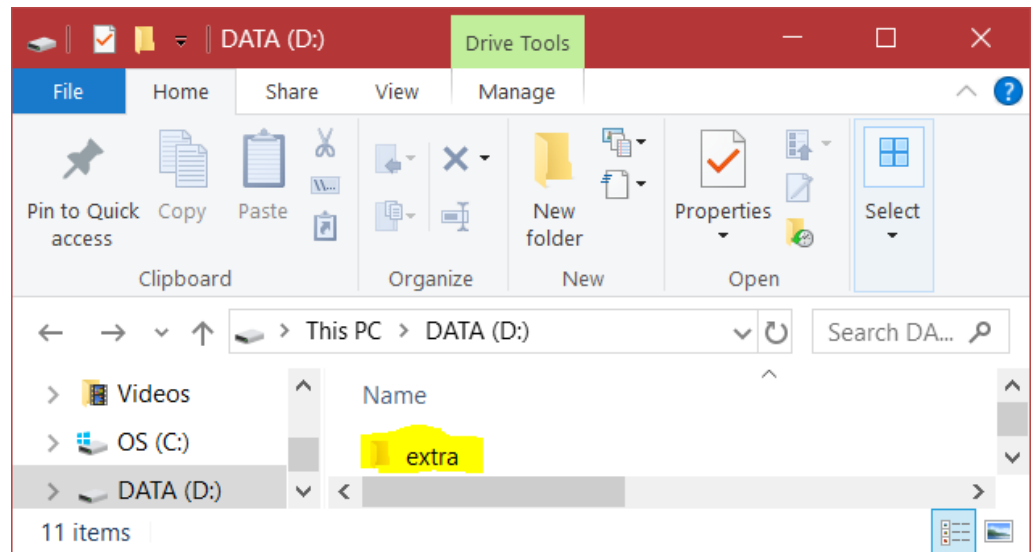 DATA (D:)
Drive Tools
File Home Share View Manage
Pin to Quick access
Copy
Paste
W...
New folder
Properties
Select
Clipboard Organize New Open
This PC > DATA (D:)
Search DA...
Videos
OS (C:)
DATA (D:)
Name
extra
11 items